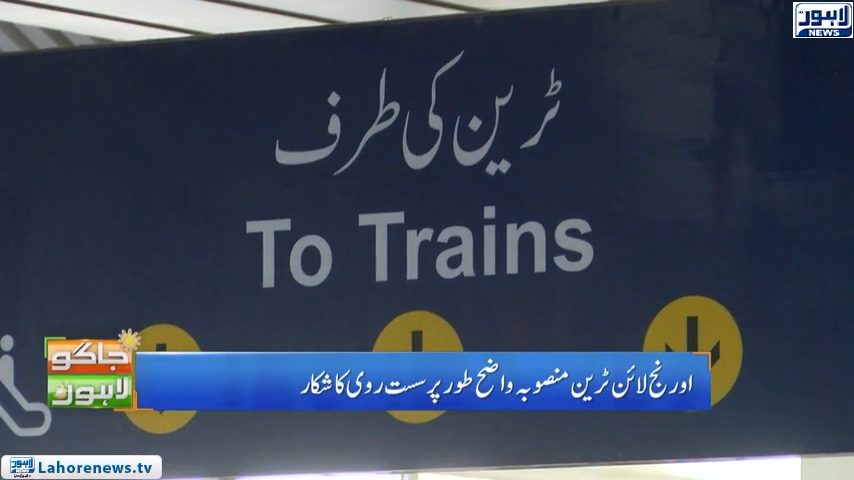 لاہور
NEWS
ٹرین کی طرف
To Trains
جاگو
لاہور
اورنج لائن ٹرین منصوبہ واضح طور پر سست روی کا شکار
Lahorenews.tv